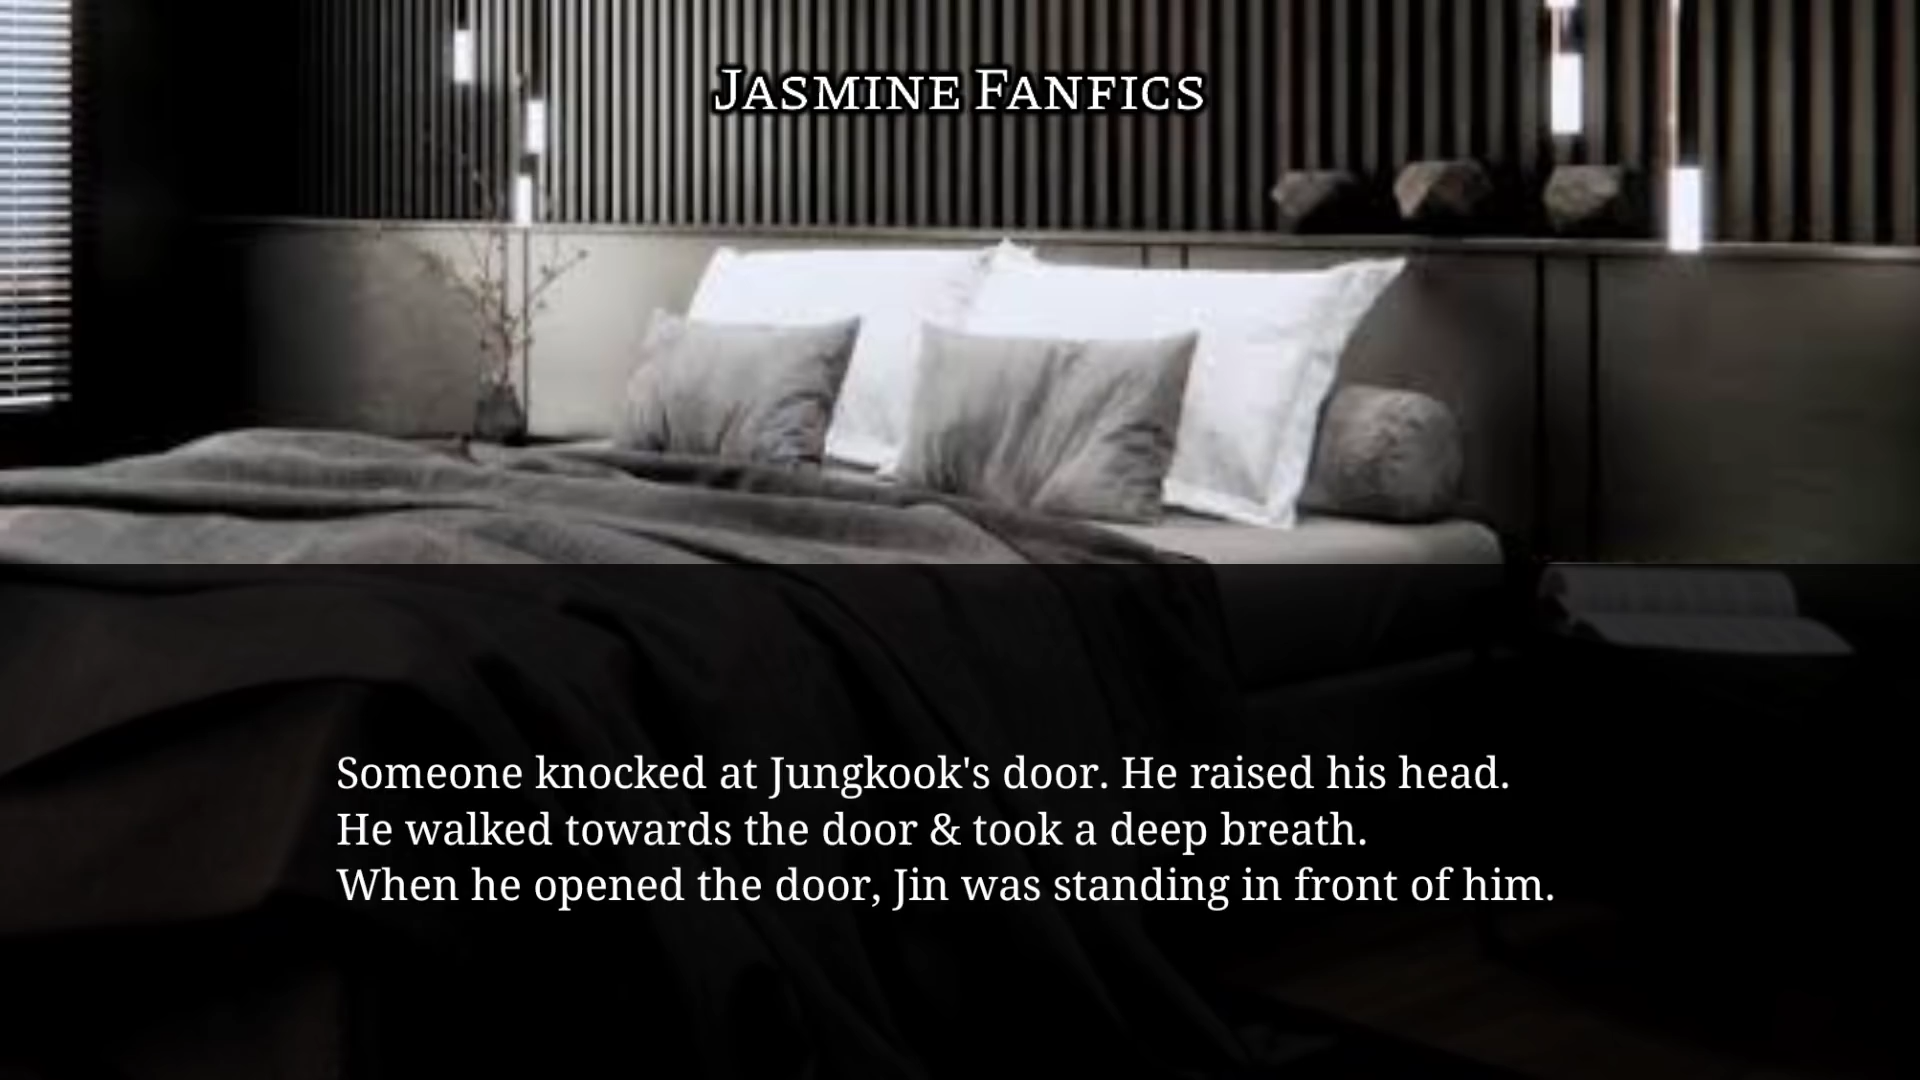 Jasmine Fanfics
Someone knocked at Jungkook's door. He raised his head.
He walked towards the door & took a deep breath.
When he opened the door, Jin was standing in front of him.